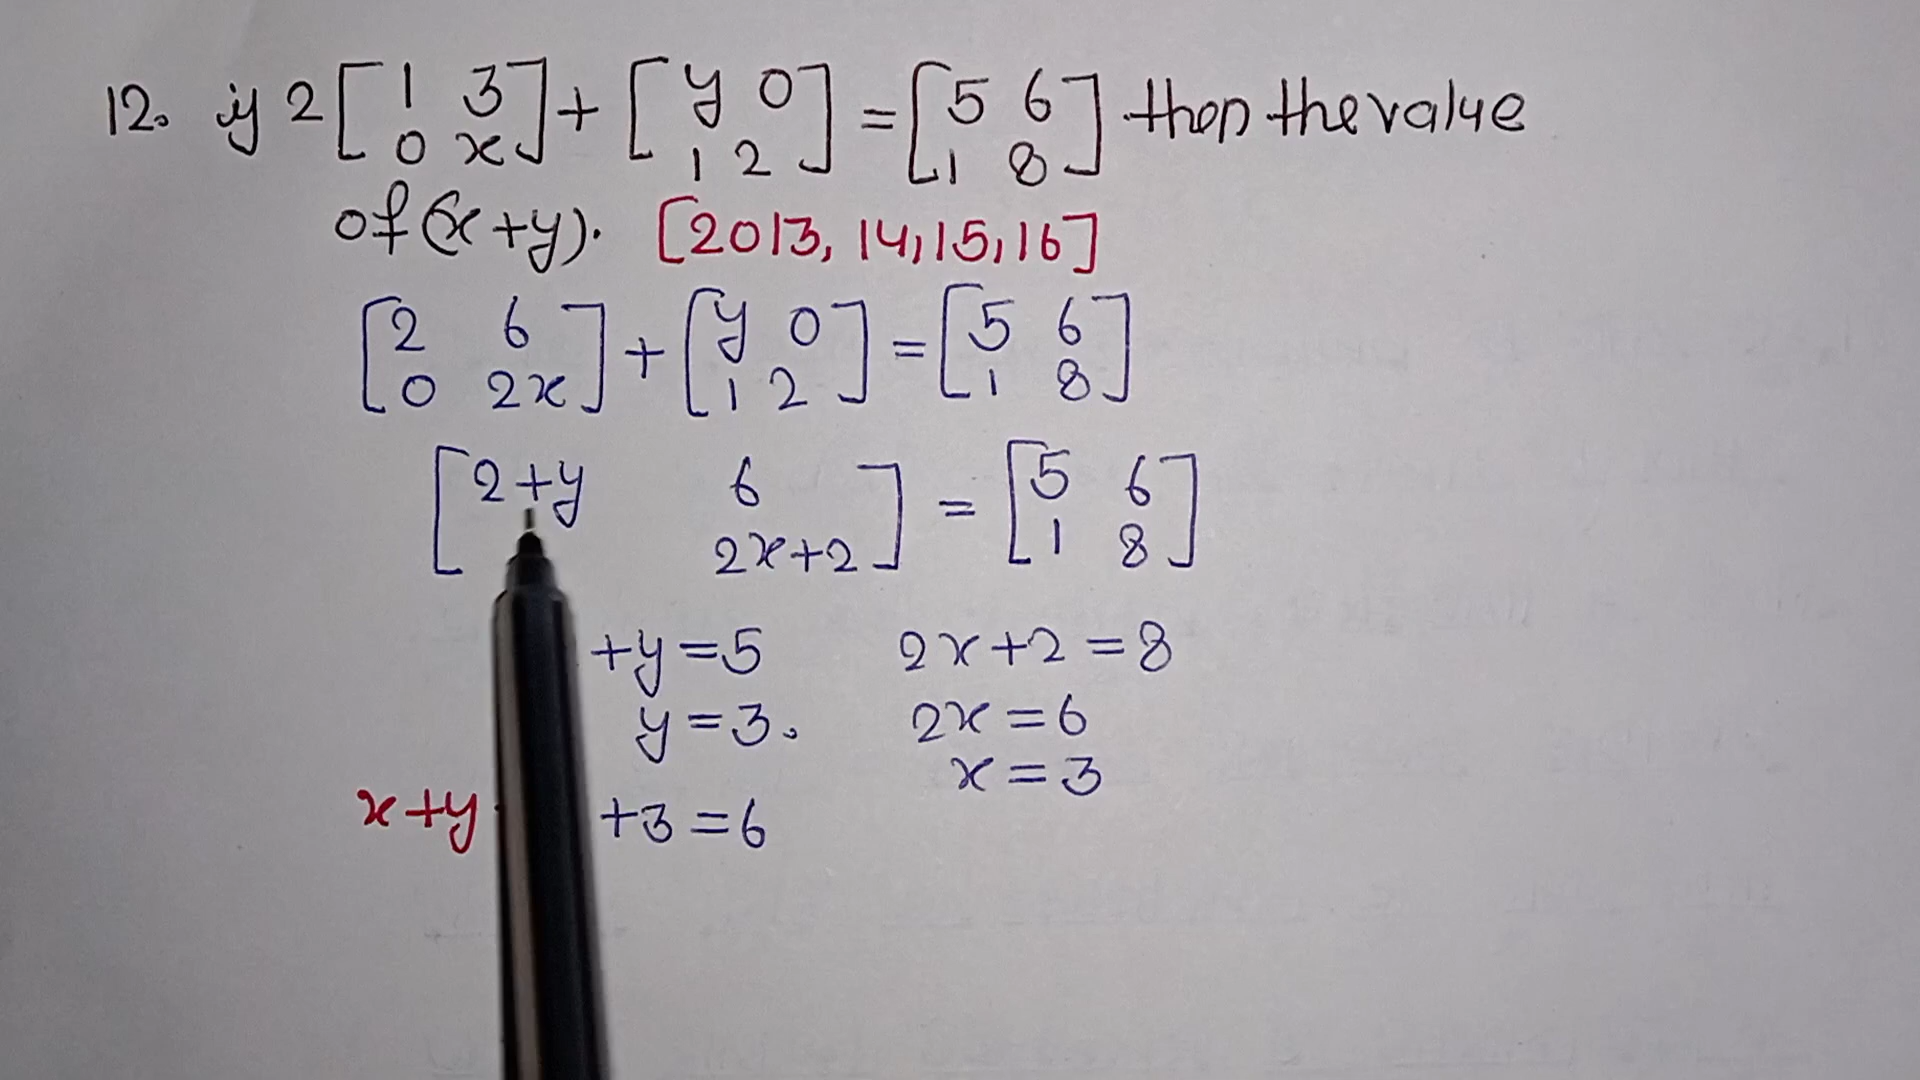 12. if 2 [ 1 3 ] + [ y 0 ] = [ 5 6 ] then the value
0 x 1 2 1 8
of (x+y). [2013, 14, 15, 16]
[ 2 6 ] + [ y 0 ] = [ 5 6 ]
0 2x 1 2 1 8
[ 2+y 6 ] = [ 5 6 ]
2x+2 1 8
+y = 5 2x+2 = 8
y = 3. 2x = 6
x = 3
x+y +3 = 6